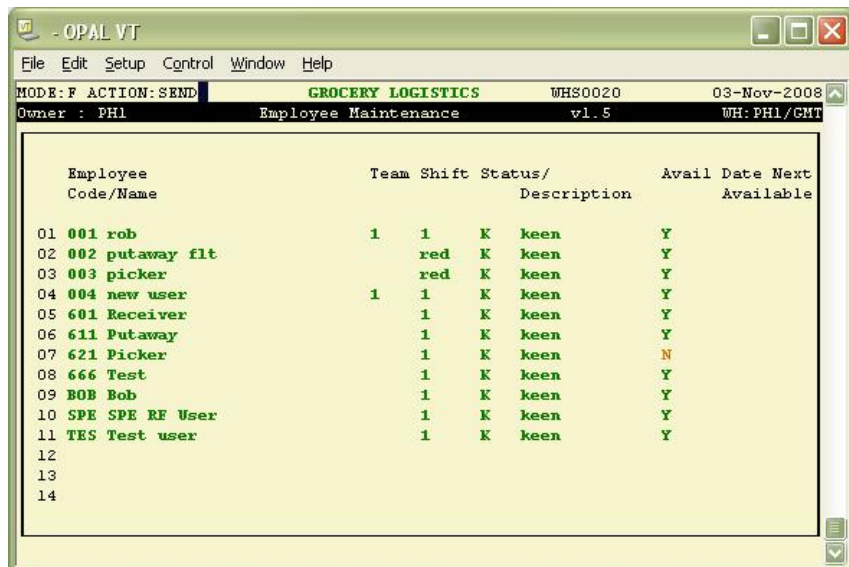 - OPAL VT
File Edit Setup Control Window Help
MODE:F ACTION:SEND GROCERY LOGISTICS WHS0020 03-Nov-2008
Owner : PH1 Employee Maintenance v1.5 WH:PH1/GMT
Employee Team Shift Status/ Avail Date Next
Code/Name Description Available
01 001 rob 1 1 K keen Y
02 002 putaway flt red K keen Y
03 003 picker red K keen Y
04 004 new user 1 1 K keen Y
05 601 Receiver 1 K keen Y
06 611 Putaway 1 K keen Y
07 621 Picker 1 K keen N
08 666 Test 1 K keen Y
09 BOB Bob 1 K keen Y
10 SPE SPE RF User 1 K keen Y
11 TES Test user 1 K keen Y
12
13
14